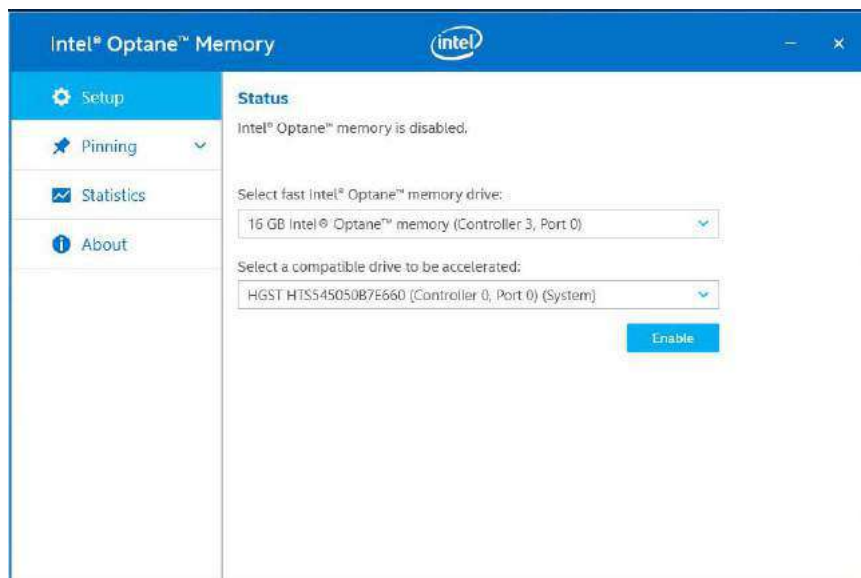 Intel® Optane™ Memory
intel
Setup
Pinning
Statistics
About
Status
Intel® Optane™ memory is disabled.
Select fast Intel® Optane™ memory drive:
16 GB Intel® Optane™ memory (Controller 3, Port 0)
Select a compatible drive to be accelerated:
HGST HTS545050B7E660 (Controller 0, Port 0) (System)
Enable